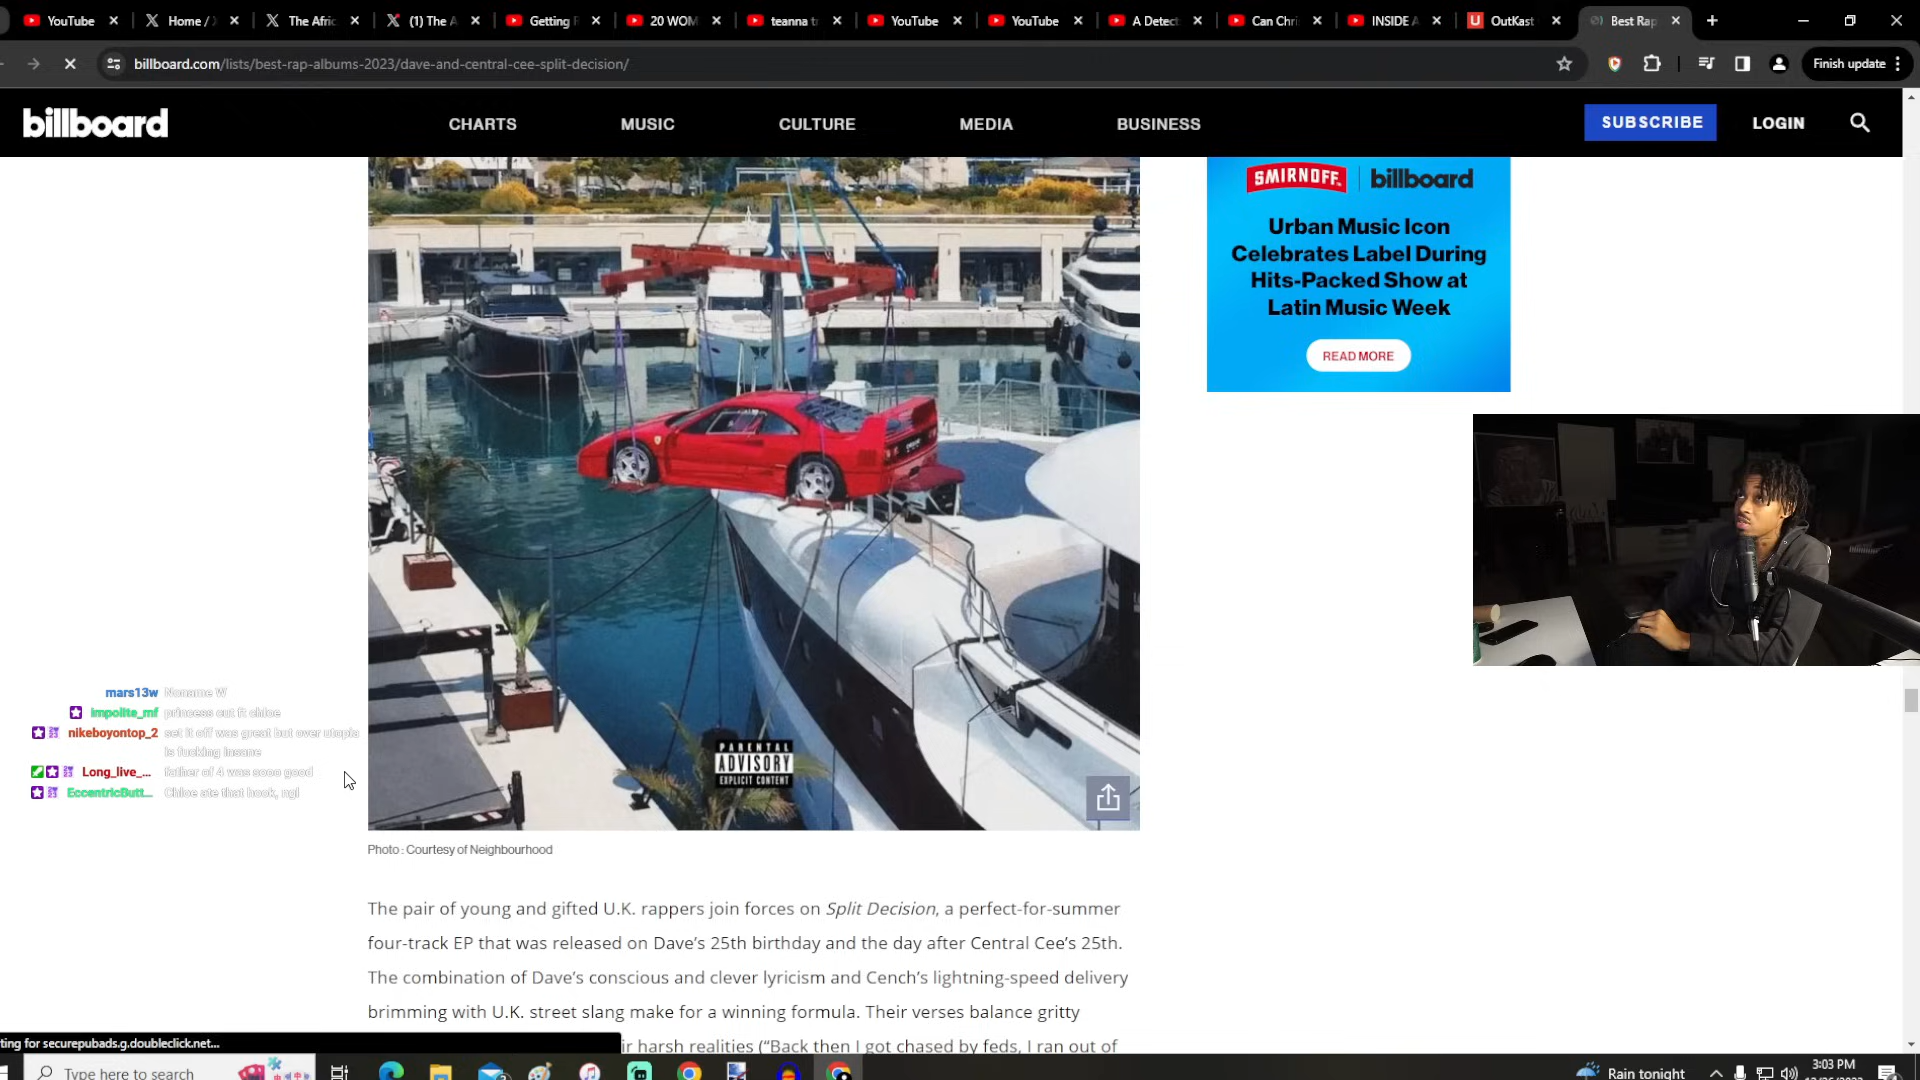 YouTube
Home / X
The Afric
(1) The A
Getting F
20 WOM
teanna tr
YouTube
YouTube
A Detect
Can Chri
INSIDE A
OutKast
Best Rap
billboard.com/lists/best-rap-albums-2023/dave-and-central-cee-split-decision/
Finish update
billboard
CHARTS
MUSIC
CULTURE
MEDIA
BUSINESS
SUBSCRIBE
LOGIN
SMIRNOFF. | billboard
Urban Music Icon
Celebrates Label During
Hits-Packed Show at
Latin Music Week
READ MORE
mars13w Noname W
impolite_mf princess cut ft chloe
nikeboyontop_2 set it off was great but over utopia
is fucking insane
Long_live_... father of 4 was sooo good
EccentricButt... Chloe ate that hook, ngl
PARENTAL
ADVISORY
EXPLICIT CONTENT
Photo : Courtesy of Neighbourhood
The pair of young and gifted U.K. rappers join forces on Split Decision, a perfect-for-summer
four-track EP that was released on Dave's 25th birthday and the day after Central Cee's 25th.
The combination of Dave's conscious and clever lyricism and Cench's lightning-speed delivery
brimming with U.K. street slang make for a winning formula. Their verses balance gritty
ir harsh realities ("Back then I got chased by feds, I ran out of
ting for securepubads.g.doubleclick.net...
Type here to search
Rain tonight
3:03 PM